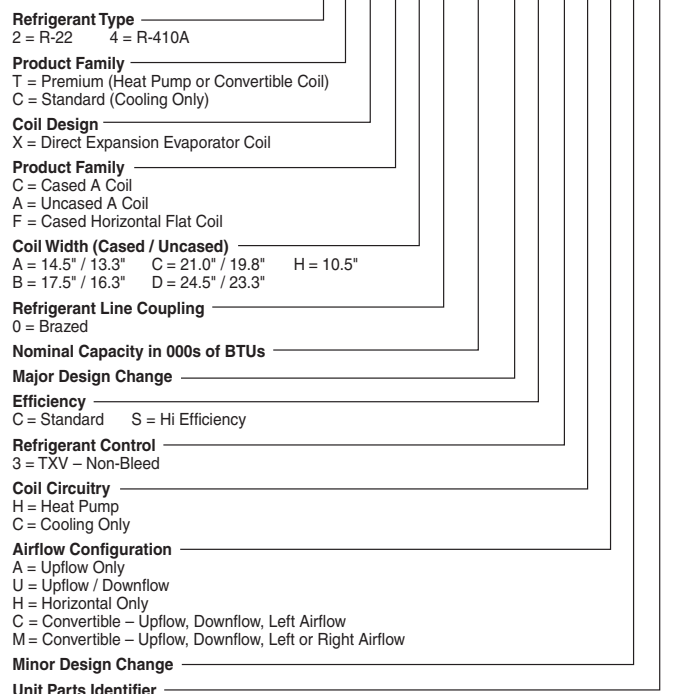 Refrigerant Type
2 = R-22 4 = R-410A
Product Family
T = Premium (Heat Pump or Convertible Coil)
C = Standard (Cooling Only)
Coil Design
X = Direct Expansion Evaporator Coil
Product Family
C = Cased A Coil
A = Uncased A Coil
F = Cased Horizontal Flat Coil
Coil Width (Cased / Uncased)
A = 14.5" / 13.3" C = 21.0" / 19.8" H = 10.5"
B = 17.5" / 16.3" D = 24.5" / 23.3"
Refrigerant Line Coupling
0 = Brazed
Nominal Capacity in 000s of BTUs
Major Design Change
Efficiency
C = Standard S = Hi Efficiency
Refrigerant Control
3 = TXV – Non-Bleed
Coil Circuitry
H = Heat Pump
C = Cooling Only
Airflow Configuration
A = Upflow Only
U = Upflow / Downflow
H = Horizontal Only
C = Convertible – Upflow, Downflow, Left Airflow
M = Convertible – Upflow, Downflow, Left or Right Airflow
Minor Design Change
Unit Parts Identifier